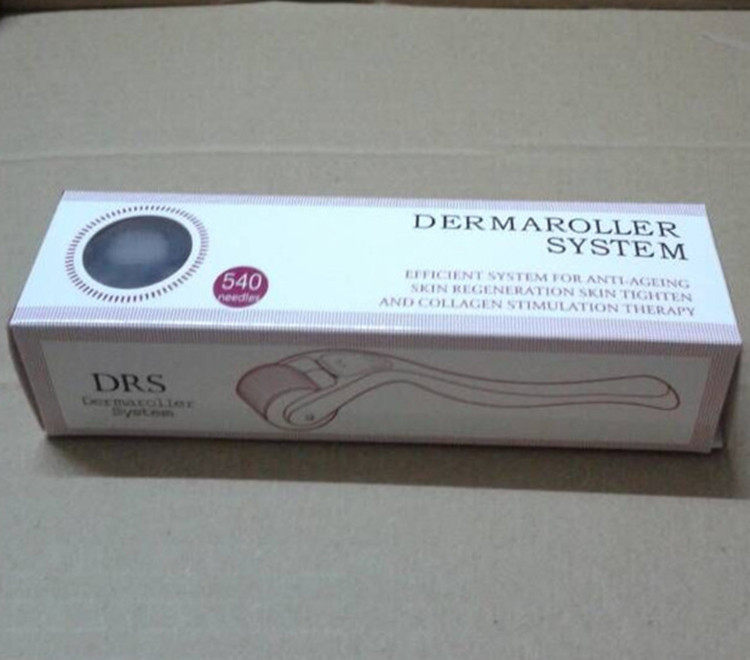 DERMAROLLER
SYSTEM
EFFICIENT SYSTEM FOR ANTI-AGEING
SKIN REGENERATION SKIN TIGHTEN
AND COLLAGEN STIMULATION THERAPY
540
needles
DRS
Dermaroller
System